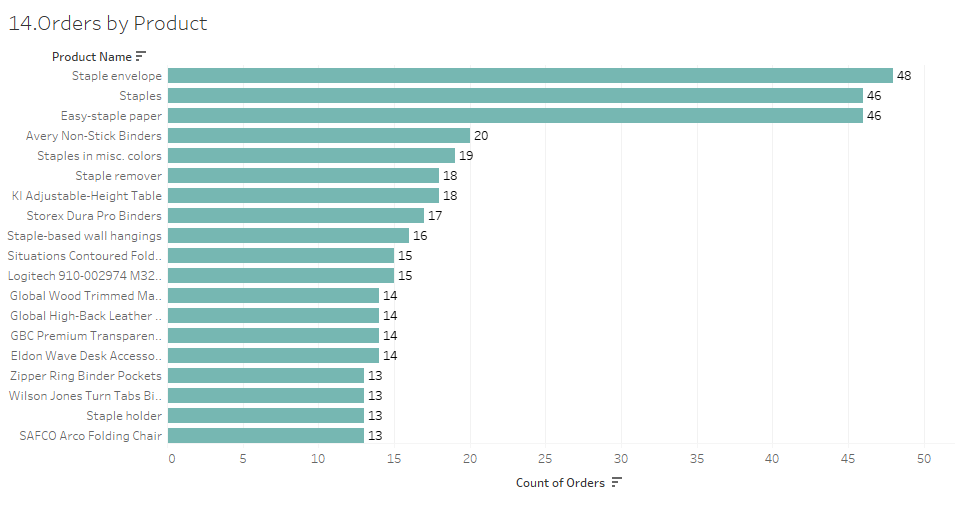 14.Orders by Product
Product Name
Staple envelope 48
Staples 46
Easy-staple paper 46
Avery Non-Stick Binders 20
Staples in misc. colors 19
Staple remover 18
KI Adjustable-Height Table 18
Storex Dura Pro Binders 17
Staple-based wall hangings 16
Situations Contoured Fold.. 15
Logitech 910-002974 M32.. 15
Global Wood Trimmed Ma.. 14
Global High-Back Leather .. 14
GBC Premium Transparen.. 14
Eldon Wave Desk Accesso.. 14
Zipper Ring Binder Pockets 13
Wilson Jones Turn Tabs Bi.. 13
Staple holder 13
SAFCO Arco Folding Chair 13
0 5 10 15 20 25 30 35 40 45 50
Count of Orders